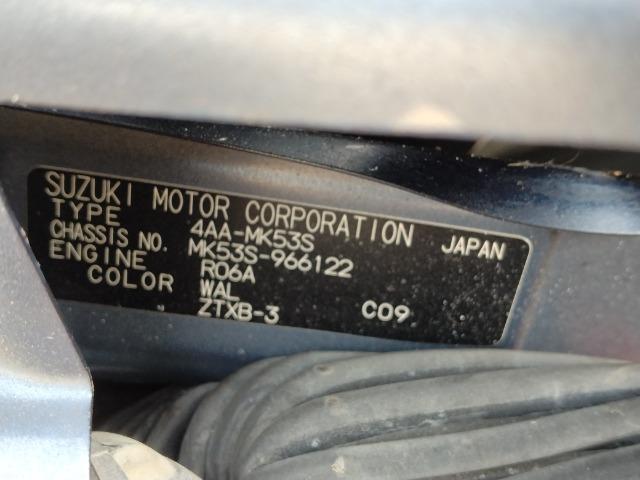 SUZUKI MOTOR CORPORATION JAPAN
TYPE 4AA-MK53S
CHASSIS NO. MK53S-966122
ENGINE R06A
COLOR WAL
ZTXB-3 C09